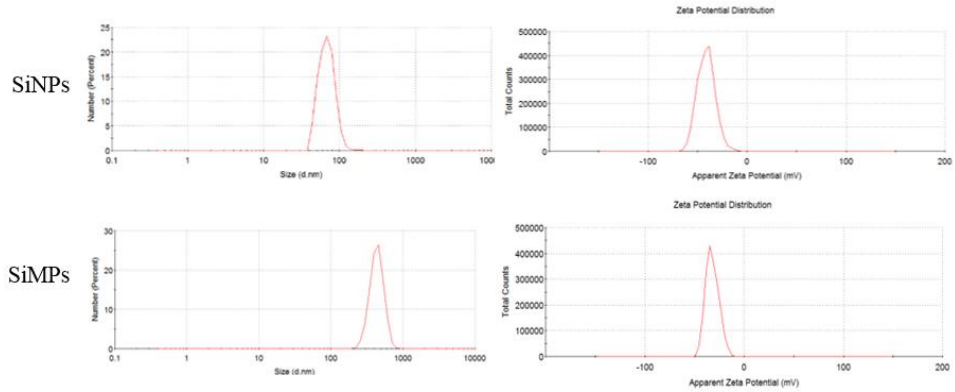 SiNPs
Number (Percent)
25
20
15
10
5
0
0.1 1 10 100 1000 100(
Size (d.nm)
Zeta Potential Distribution
Total Counts
500000
400000
300000
200000
100000
0
-100 0 100 200
Apparent Zeta Potential (mV)
SiMPs
Number (Percent)
30
20
10
0
0.1 1 10 100 1000 10000
Size (d.nm)
Zeta Potential Distribution
Total Counts
500000
400000
300000
200000
100000
0
-100 0 100 200
Apparent Zeta Potential (mV)